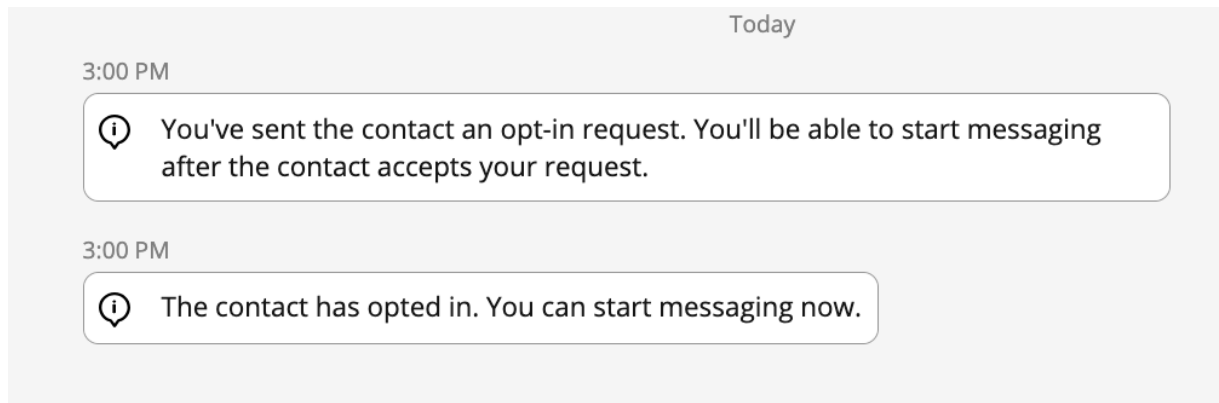 Today
3:00 PM
You've sent the contact an opt-in request. You'll be able to start messaging
after the contact accepts your request.
3:00 PM
The contact has opted in. You can start messaging now.